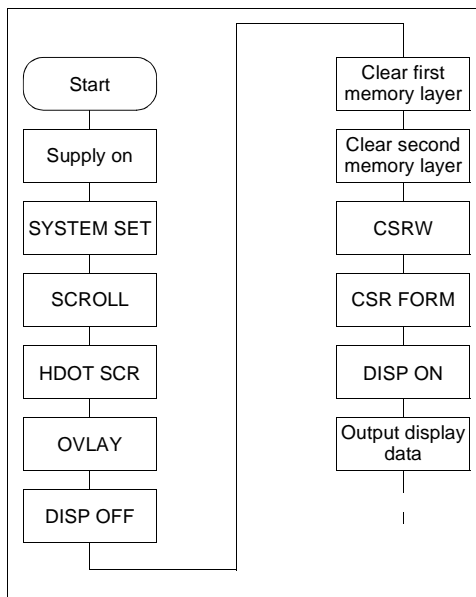 Start
Supply on
SYSTEM SET
SCROLL
HDOT SCR
OVLAY
DISP OFF
Clear first
memory layer
Clear second
memory layer
CSRW
CSR FORM
DISP ON
Output display
data